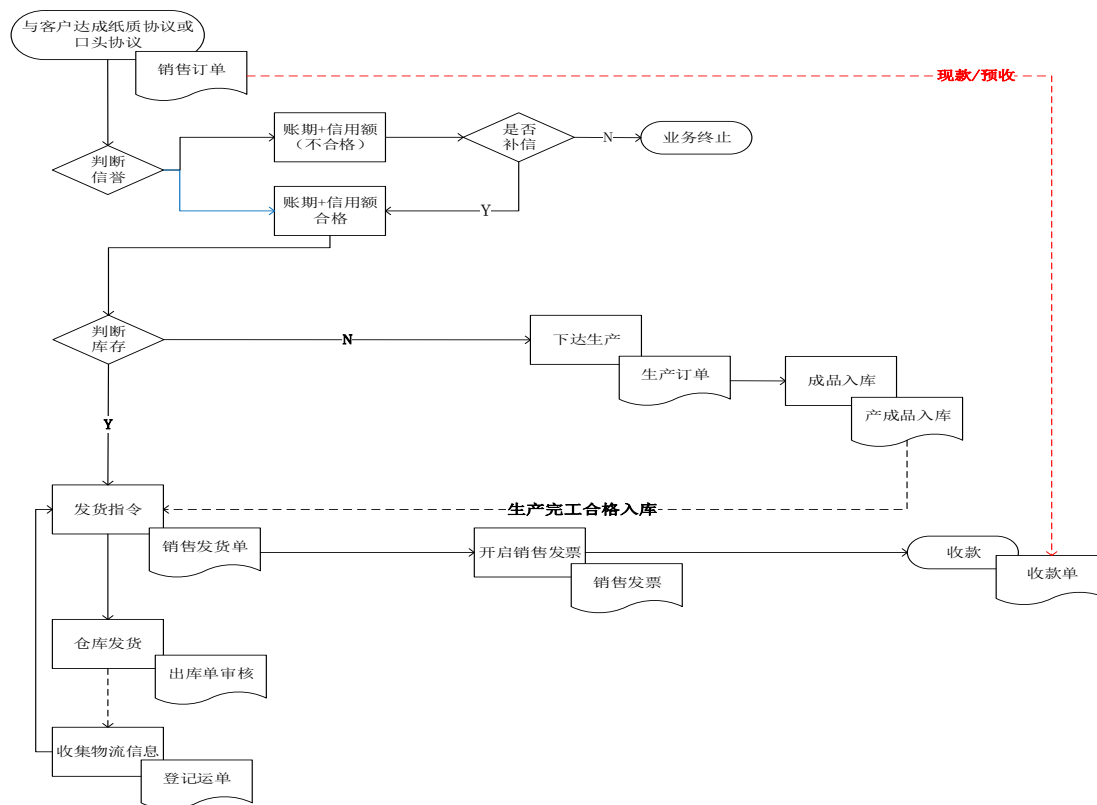 与客户达成纸质协议或
口头协议
销售订单
现款/预收
账期+信用额
（不合格）
是否
补信
N
业务终止
判断
信誉
账期+信用额
合格
Y
判断
库存
N
下达生产
生产订单
成品入库
产成品入库
Y
发货指令
生产完工合格入库
销售发货单
开启销售发票
收款
销售发票
收款单
仓库发货
出库单审核
收集物流信息
登记运单